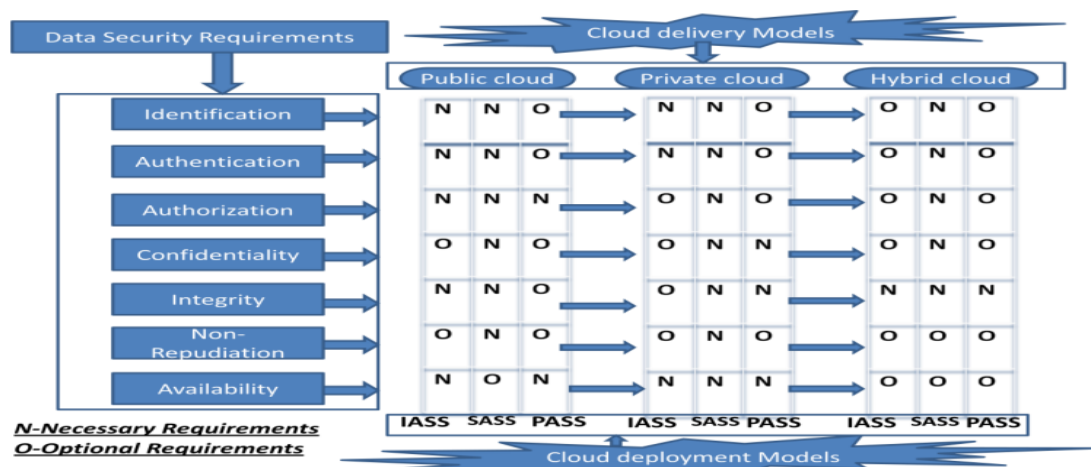 Data Security Requirements
Cloud delivery Models
Public cloud Private cloud Hybrid cloud
Identification N N O N N O O N O
Authentication N N O N N O O N O
Authorization N N N O N O O N O
Confidentiality O N O O N N O N O
Integrity N N O O N N N N N
Non-
Repudiation O N O O N O O O O
Availability N O N N N N O O O
IASS SASS PASS IASS SASS PASS IASS SASS PASS
N-Necessary Requirements
O-Optional Requirements
Cloud deployment Models